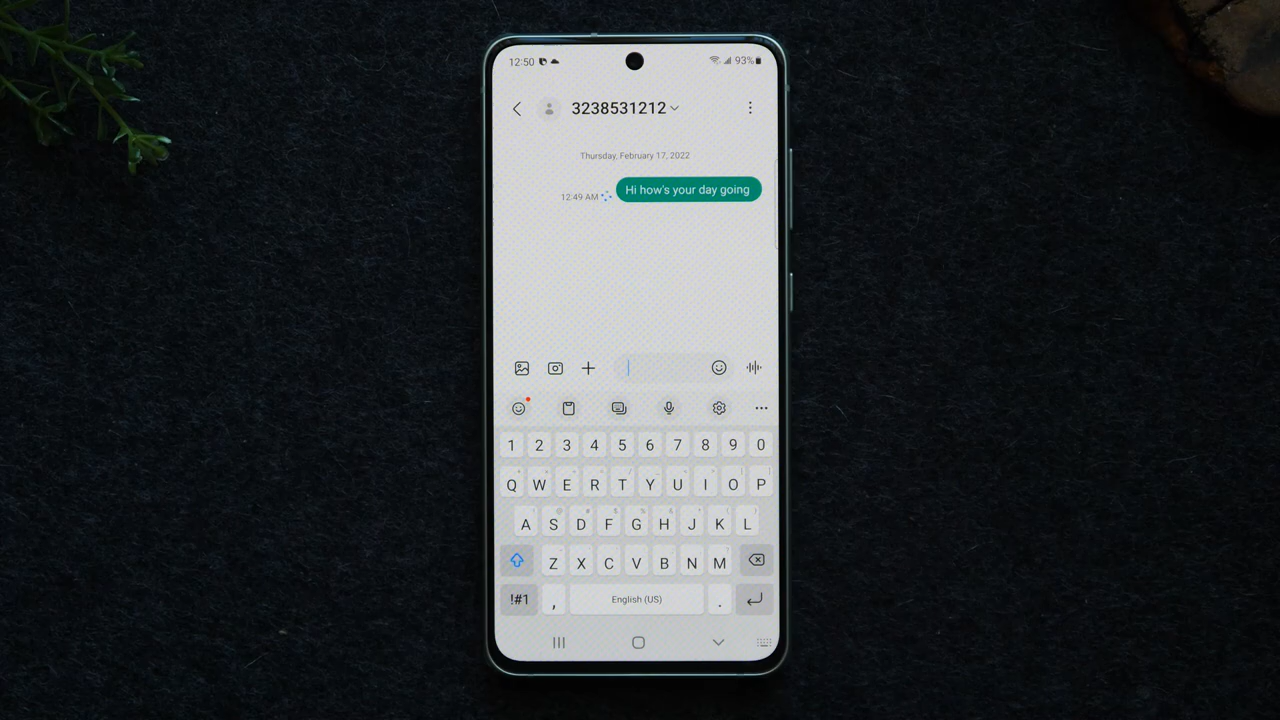 12:50 93%
3238531212
Thursday, February 17, 2022
12:49 AM Hi how's your day going
1 2 3 4 5 6 7 8 9 0
Q W E R T Y U I O P
A S D F G H J K L
Z X C V B N M
!#1 , English (US) .